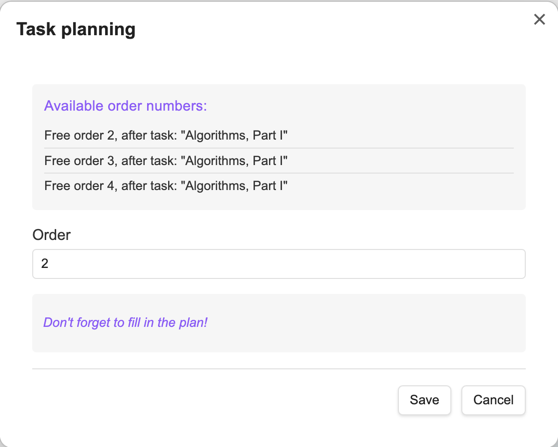 Task planning
Available order numbers:
Free order 2, after task: "Algorithms, Part I"
Free order 3, after task: "Algorithms, Part I"
Free order 4, after task: "Algorithms, Part I"
Order
2
Don't forget to fill in the plan!
Save Cancel